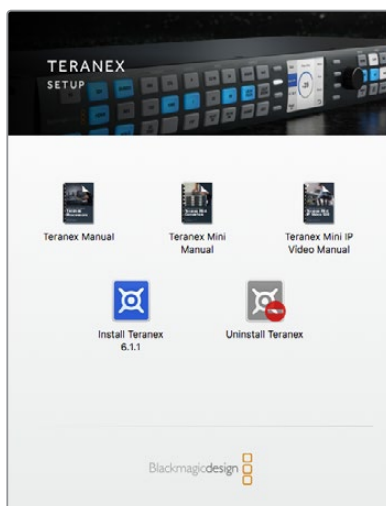 TERANEX
SETUP
Teranex Manual
Teranex Mini
Manual
Teranex Mini IP
Video Manual
Install Teranex
6.1.1
Uninstall Teranex
Blackmagicdesign